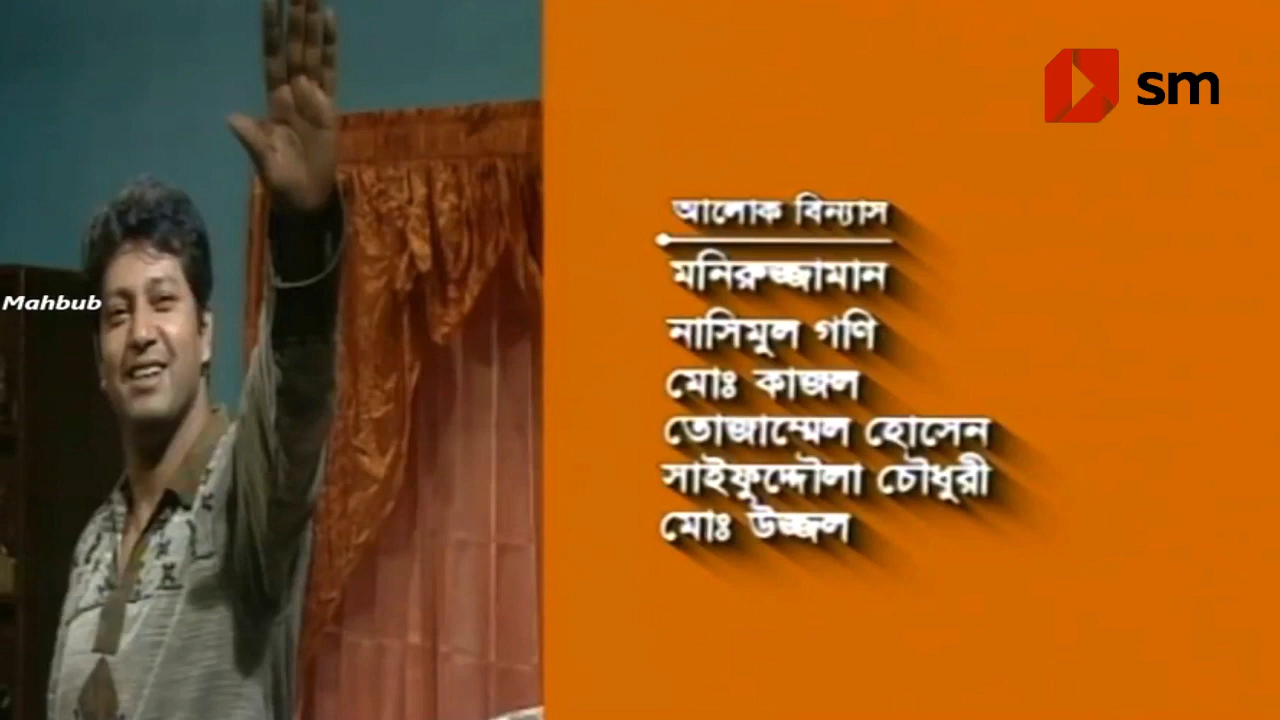 sm
Mahbub
আলোক বিন্যাস
মনিরুজ্জামান
নাসিমুল গণি
মোঃ কাজল
তোজাম্মেল হোসেন
সাইফুদ্দৌলা চৌধুরী
মোঃ উজ্জল